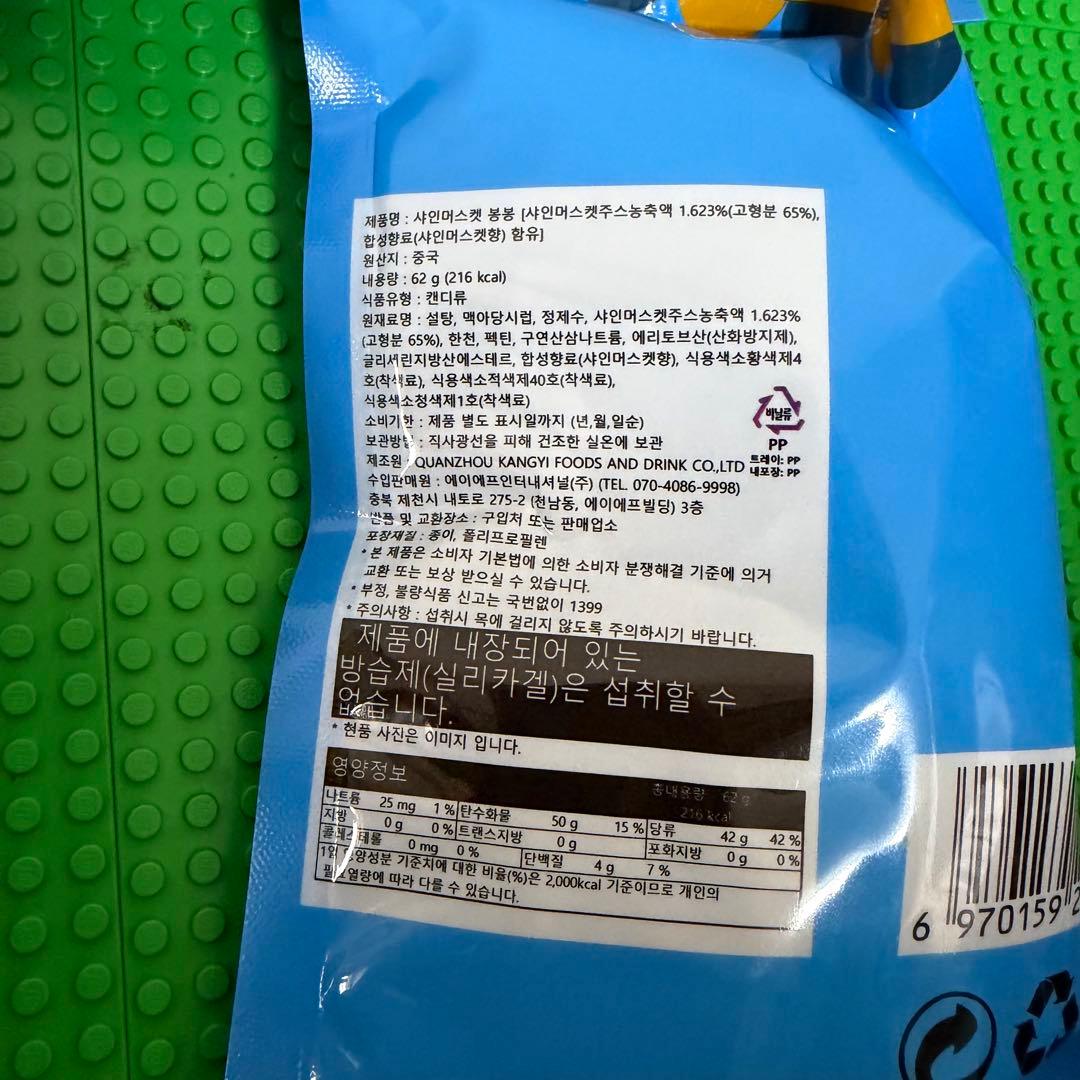 제품명 : 샤인머스켓 봉봉 [샤인머스켓주스농축액 1.623%(고형분 65%),
합성향료(샤인머스켓향) 함유]
원산지 : 중국
내용량 : 62 g (216 kcal)
식품유형 : 캔디류
원재료명 : 설탕, 맥아당시럽, 정제수, 샤인머스켓주스농축액 1.623%
(고형분 65%), 한천, 펙틴, 구연산삼나트륨, 에리토브산(산화방지제),
글리세린지방산에스테르, 합성향료(샤인머스켓향), 식용색소황색제4
호(착색료), 식용색소적색제40호(착색료),
식용색소청색제1호(착색료)
소비기한 : 제품 별도 표시일까지 (년,월,일순)
보관방법 : 직사광선을 피해 건조한 실온에 보관
제조원 : QUANZHOU KANGYI FOODS AND DRINK CO.,LTD
비닐류
PP
트레이: PP
내포장: PP
수입판매원 : 에이에프인터내셔널(주) (TEL. 070-4086-9998)
충북 제천시 내토로 275-2 (천남동, 에이에프빌딩) 3층
반품 및 교환장소 : 구입처 또는 판매업소
포장재질 : 종이, 폴리프로필렌
* 본 제품은 소비자 기본법에 의한 소비자 분쟁해결 기준에 의거
교환 또는 보상 받으실 수 있습니다.
* 부정, 불량식품 신고는 국번없이 1399
* 주의사항 : 섭취시 목에 걸리지 않도록 주의하시기 바랍니다.
제품에 내장되어 있는
방습제(실리카겔)은 섭취할 수
없습니다.
* 현품 사진은 이미지 입니다.
영양정보 총내용량 62 g
216 kcal
나트륨 25 mg 1% 탄수화물 50 g 15% 당류 42 g 42%
지방 0 g 0% 트랜스지방 0 g 포화지방 0 g 0%
콜레스테롤 0 mg 0% 단백질 4 g 7%
1일 영양성분 기준치에 대한 비율(%)은 2,000kcal 기준이므로 개인의
필요 열량에 따라 다를 수 있습니다.
6 970159 2